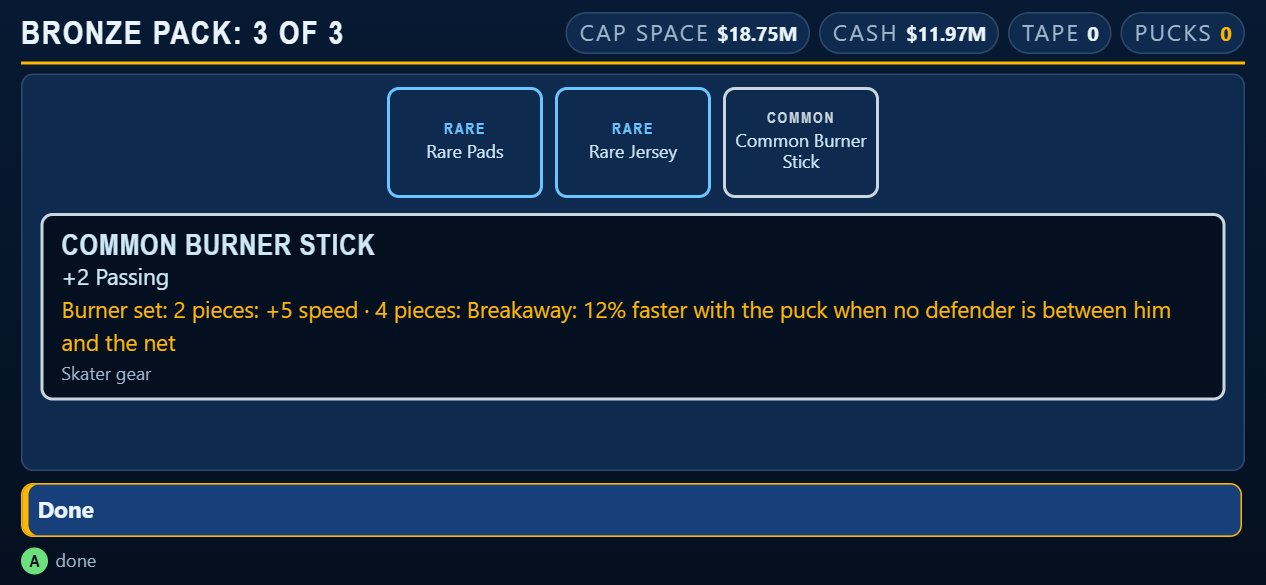 BRONZE PACK: 3 OF 3
CAP SPACE $18.75M
CASH $11.97M
TAPE 0
PUCKS 0
RARE
Rare Pads
RARE
Rare Jersey
COMMON
Common Burner
Stick
COMMON BURNER STICK
+2 Passing
Burner set: 2 pieces: +5 speed · 4 pieces: Breakaway: 12% faster with the puck when no defender is between him
and the net
Skater gear
Done
A done